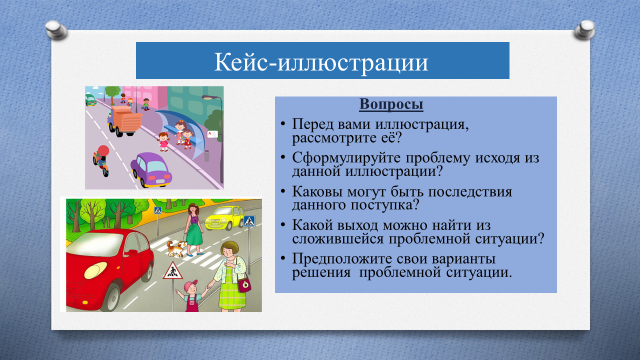 Кейс-иллюстрации
Вопросы
• Перед вами иллюстрация,
рассмотрите её?
• Сформулируйте проблему исходя из
данной иллюстрации?
• Каковы могут быть последствия
данного поступка?
• Какой выход можно найти из
сложившейся проблемной ситуации?
• Предположите свои варианты
решения проблемной ситуации.